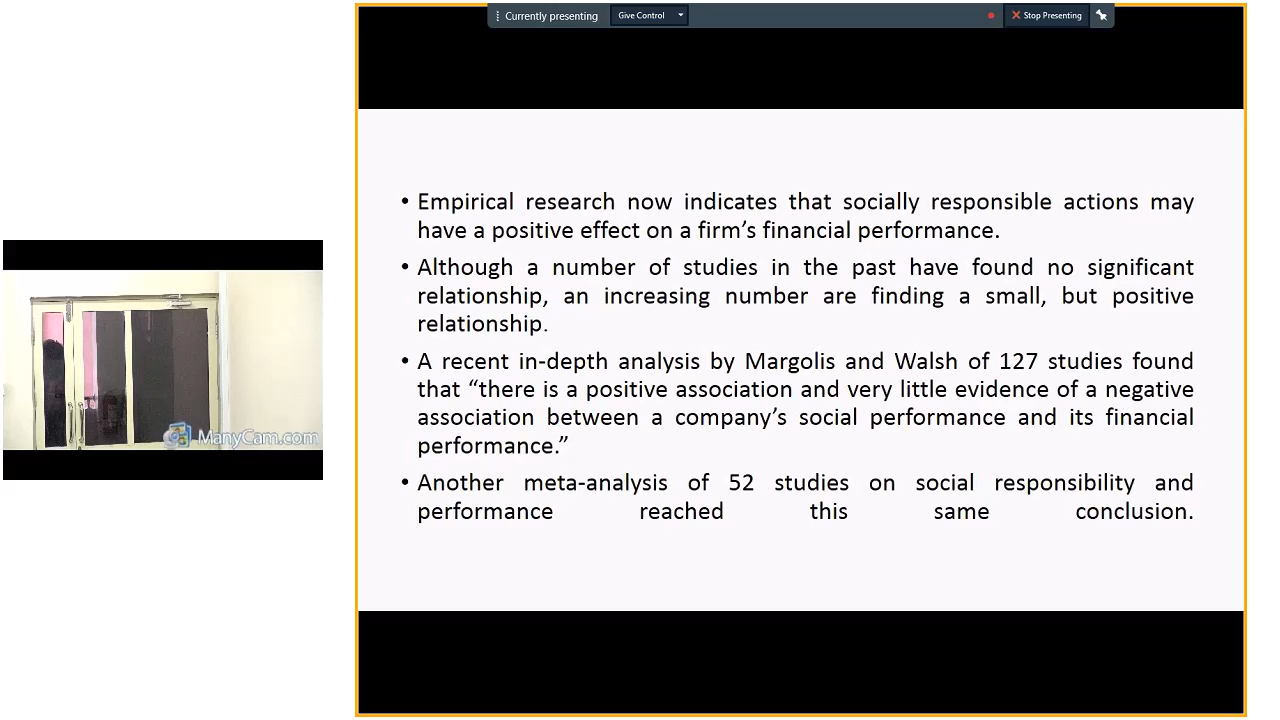 Currently presenting
Give Control
Stop Presenting
• Empirical research now indicates that socially responsible actions may
have a positive effect on a firm’s financial performance.
• Although a number of studies in the past have found no significant
relationship, an increasing number are finding a small, but positive
relationship.
• A recent in-depth analysis by Margolis and Walsh of 127 studies found
that “there is a positive association and very little evidence of a negative
association between a company’s social performance and its financial
performance.”
• Another meta-analysis of 52 studies on social responsibility and
performance reached this same conclusion.
ManyCam.com